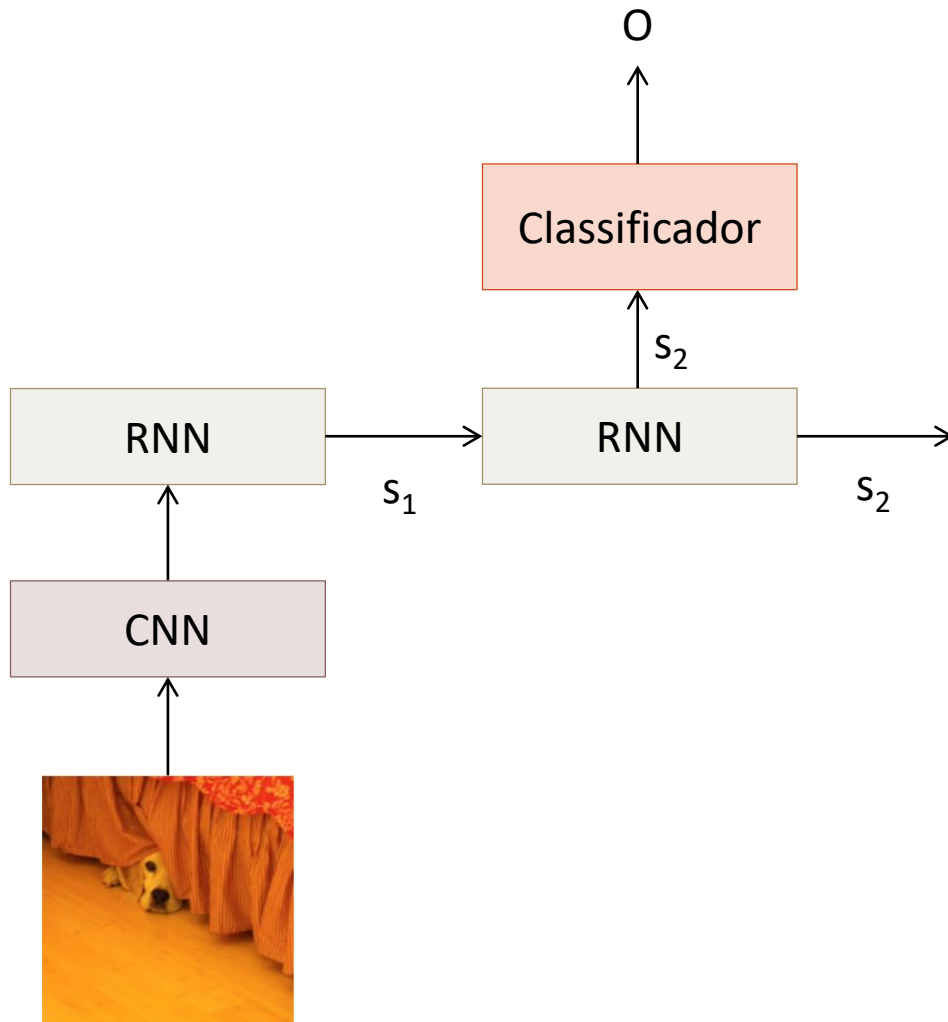 O
Classificador
s₂
RNN
RNN
s₁
s₂
CNN